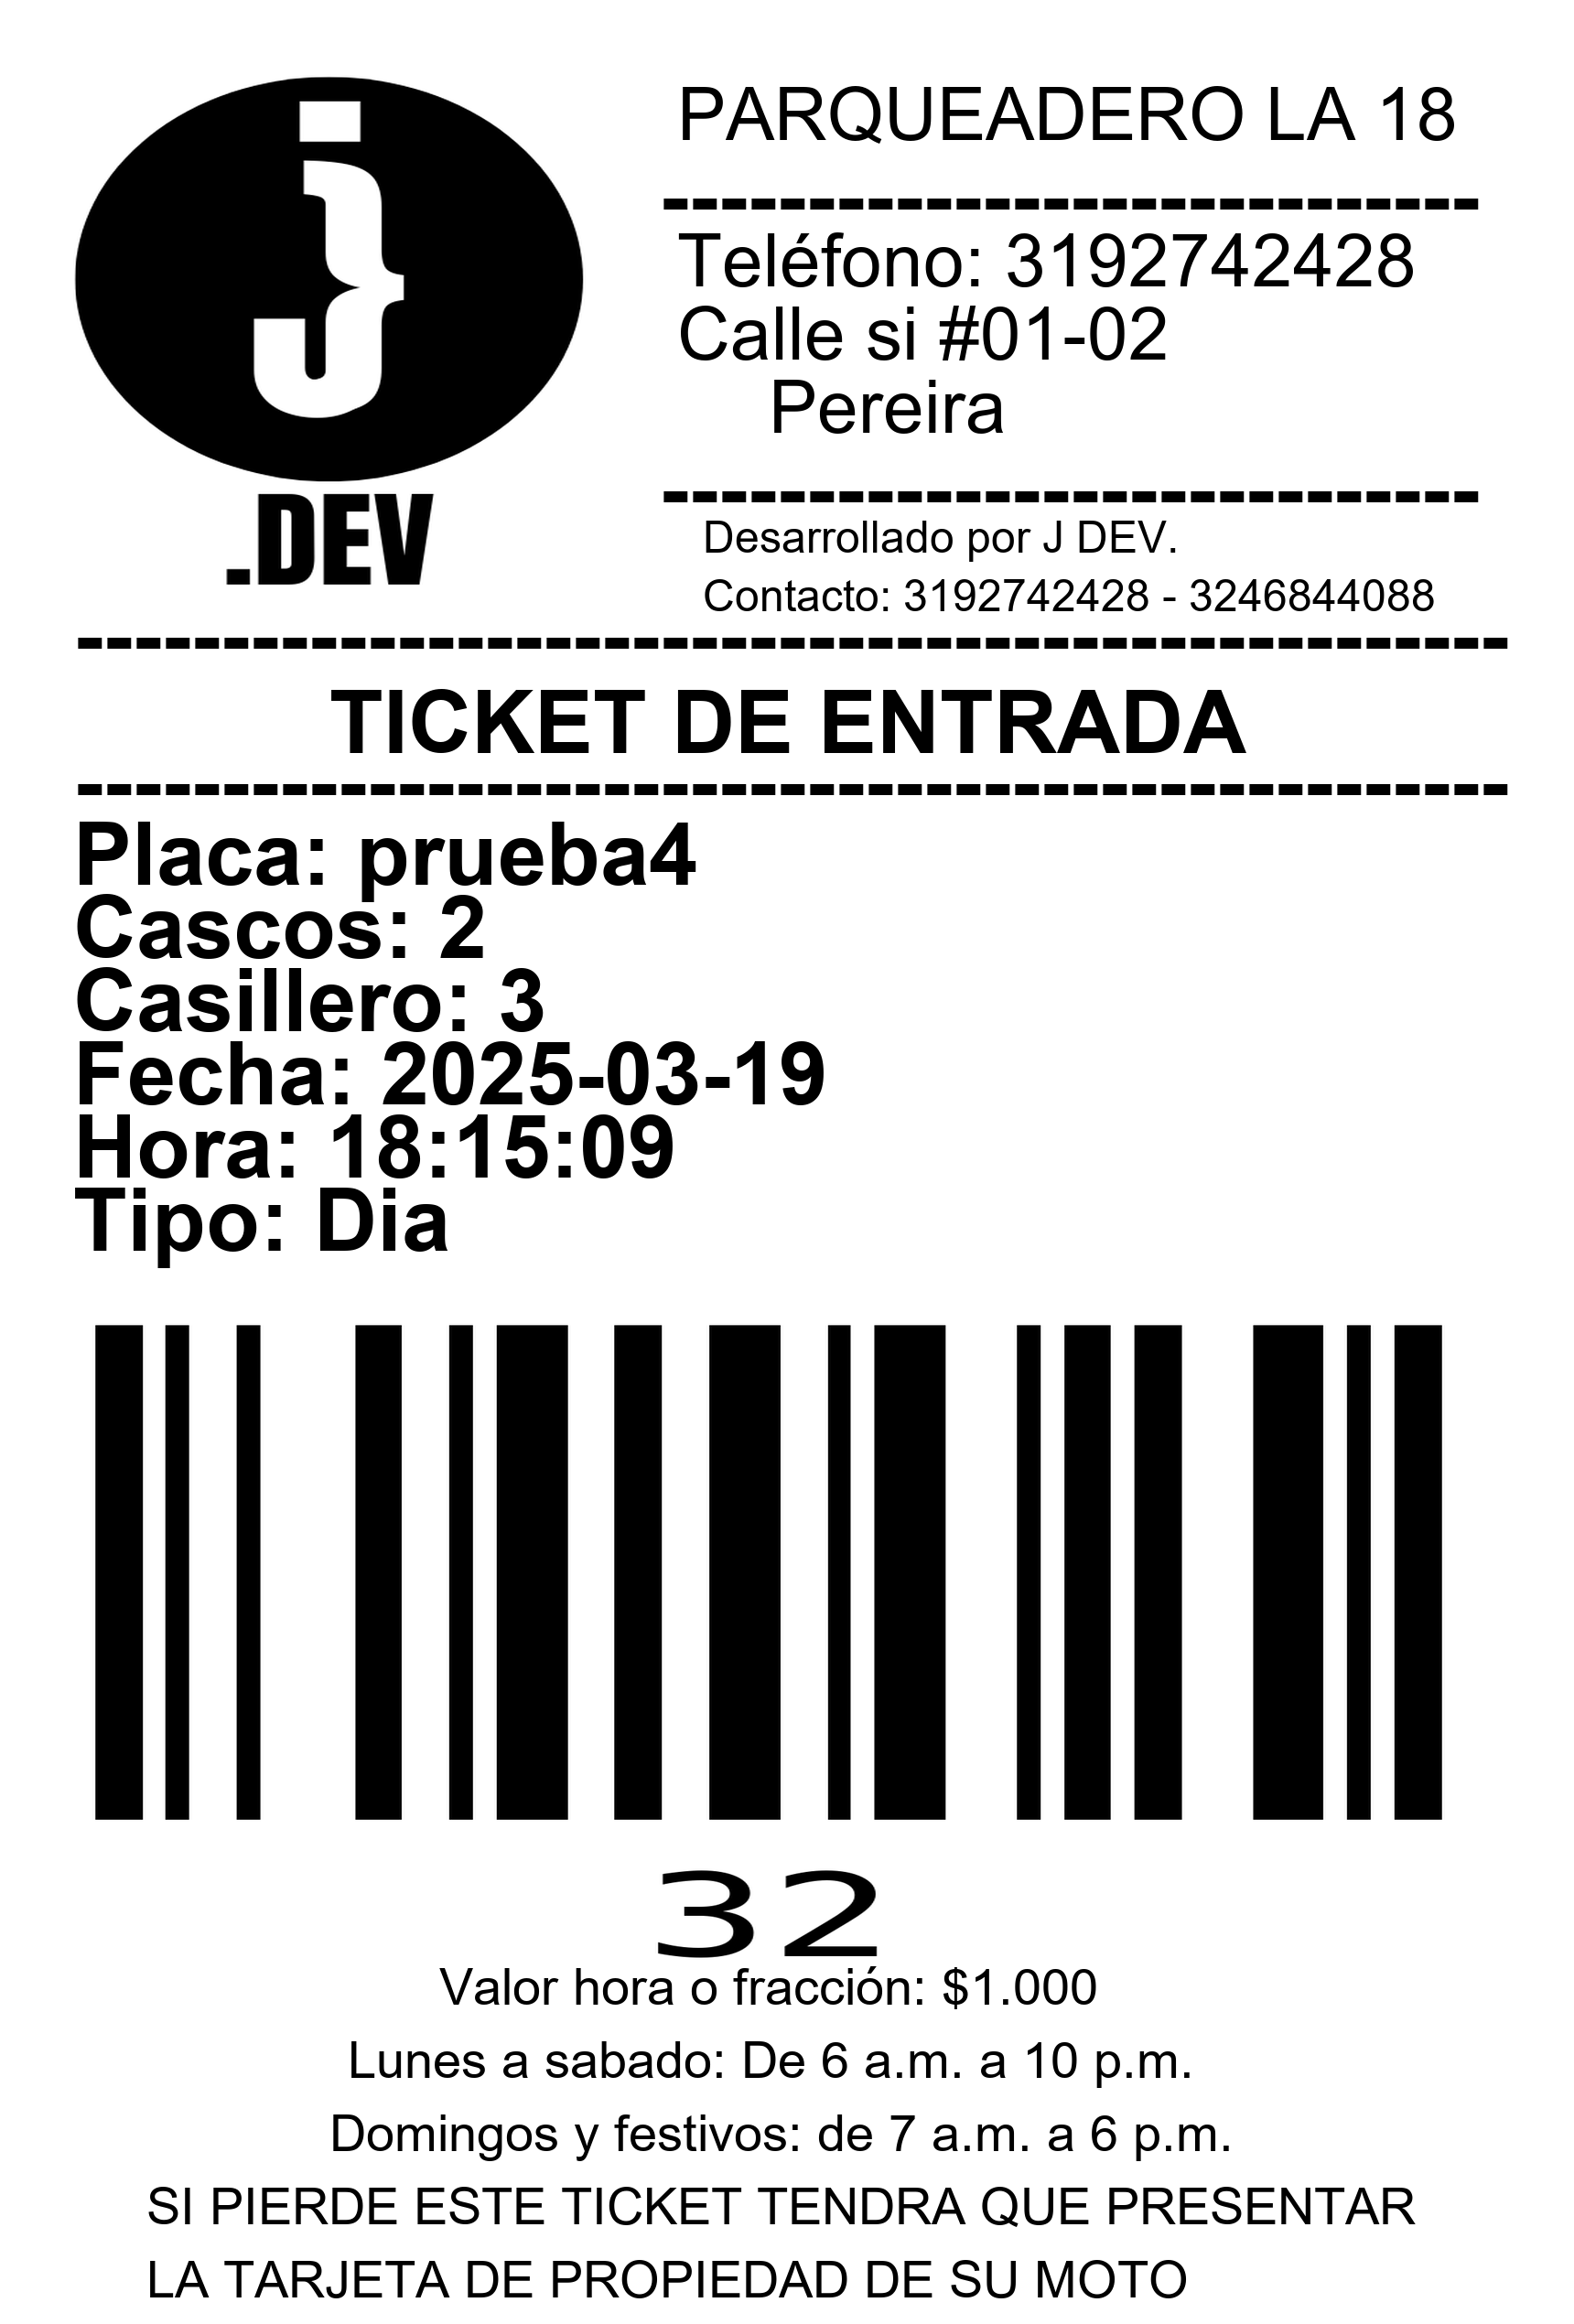 PARQUEADERO LA 18
---------------------------
Teléfono: 3192742428
Calle si #01-02
Pereira
---------------------------
j
.DEV
Desarrollado por J DEV.
Contacto: 3192742428 - 3246844088
-------------------------------------------------
TICKET DE ENTRADA
-------------------------------------------------
Placa: prueba4
Cascos: 2
Casillero: 3
Fecha: 2025-03-19
Hora: 18:15:09
Tipo: Dia
32
Valor hora o fracción: $1.000
Lunes a sabado: De 6 a.m. a 10 p.m.
Domingos y festivos: de 7 a.m. a 6 p.m.
SI PIERDE ESTE TICKET TENDRA QUE PRESENTAR
LA TARJETA DE PROPIEDAD DE SU MOTO